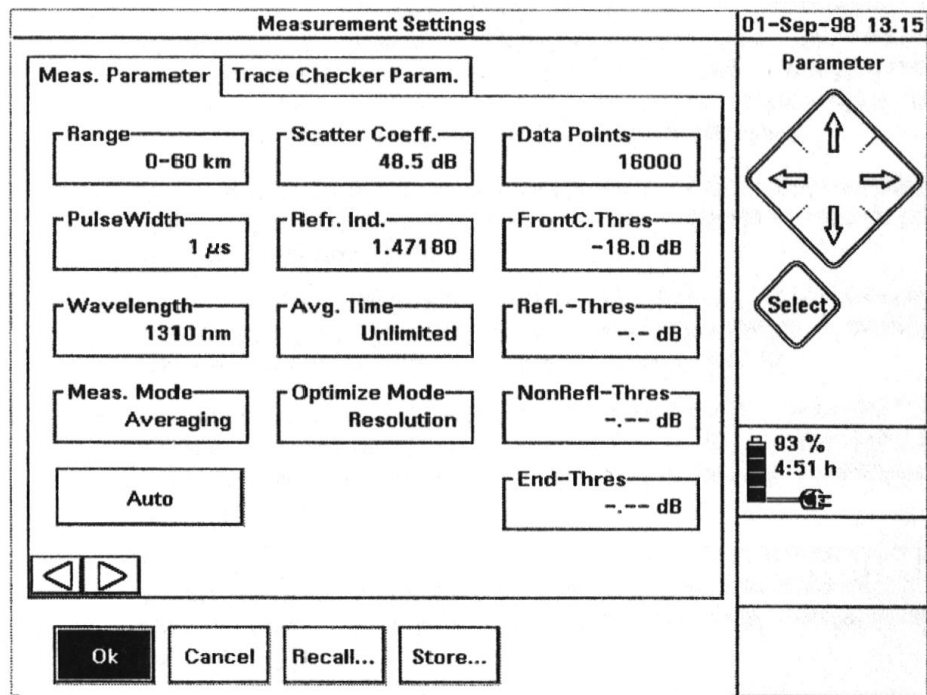 Measurement Settings
01-Sep-98 13.15
Meas. Parameter
Trace Checker Param.
Range
0-60 km
Scatter Coeff.
48.5 dB
Data Points
16000
PulseWidth
1 µs
Refr. Ind.
1.47180
FrontC.Thres
-18.0 dB
Wavelength
1310 nm
Avg. Time
Unlimited
Refl.-Thres
-.- dB
Meas. Mode
Averaging
Optimize Mode
Resolution
NonRefl-Thres
-.-- dB
Auto
End-Thres
-.-- dB
Ok
Cancel
Recall...
Store...
Parameter
Select
93 %
4:51 h